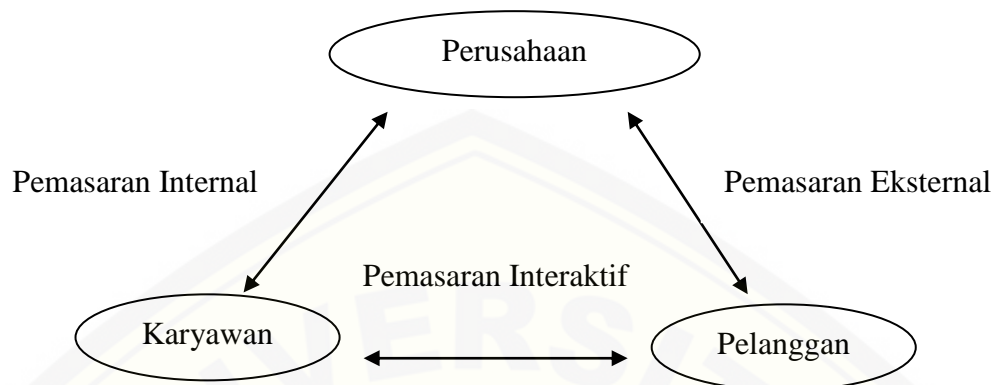 Perusahaan
Pemasaran Internal
Pemasaran Eksternal
Pemasaran Interaktif
Karyawan
Pelanggan